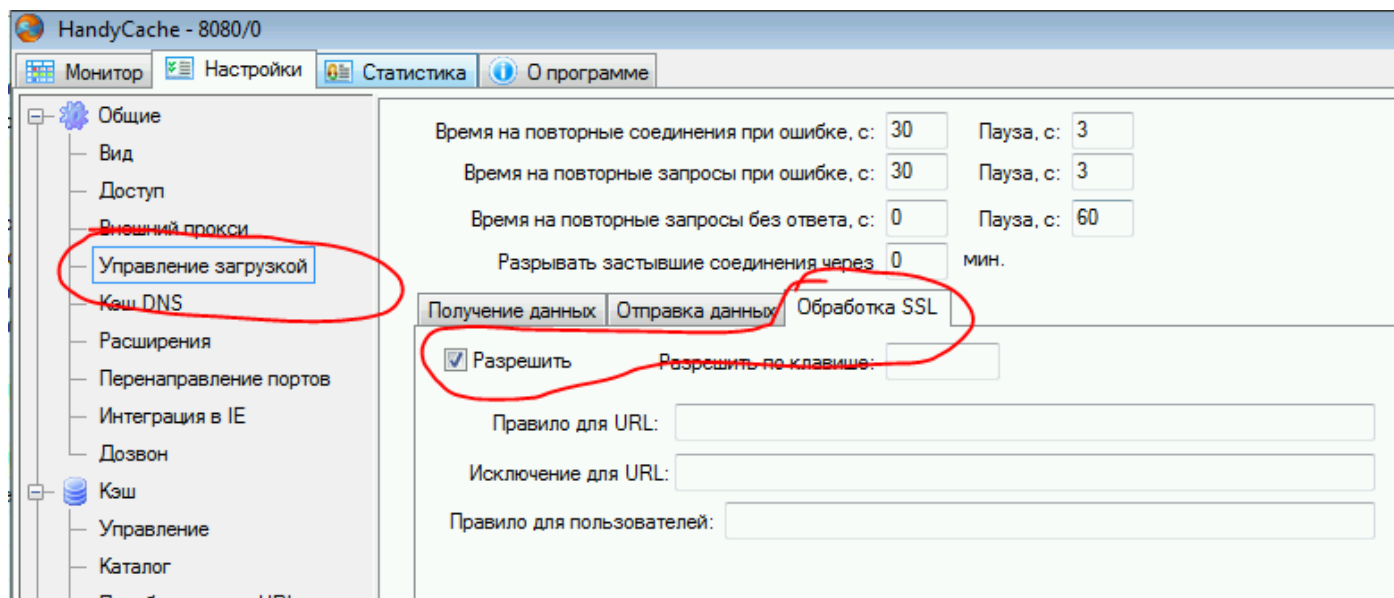 HandyCache - 8080/0
Монитор Настройки Статистика О программе
Общие
Вид
Доступ
Внешний прокси
Управление загрузкой
Кэш DNS
Расширения
Перенаправление портов
Интеграция в IE
Дозвон
Кэш
Управление
Каталог
Время на повторные соединения при ошибке, с: 30 Пауза, с: 3
Время на повторные запросы при ошибке, с: 30 Пауза, с: 3
Время на повторные запросы без ответа, с: 0 Пауза, с: 60
Разрывать застывшие соединения через 0 мин.
Получение данных Отправка данных Обработка SSL
Разрешить Разрешить по клавише:
Правило для URL:
Исключение для URL:
Правило для пользователей: